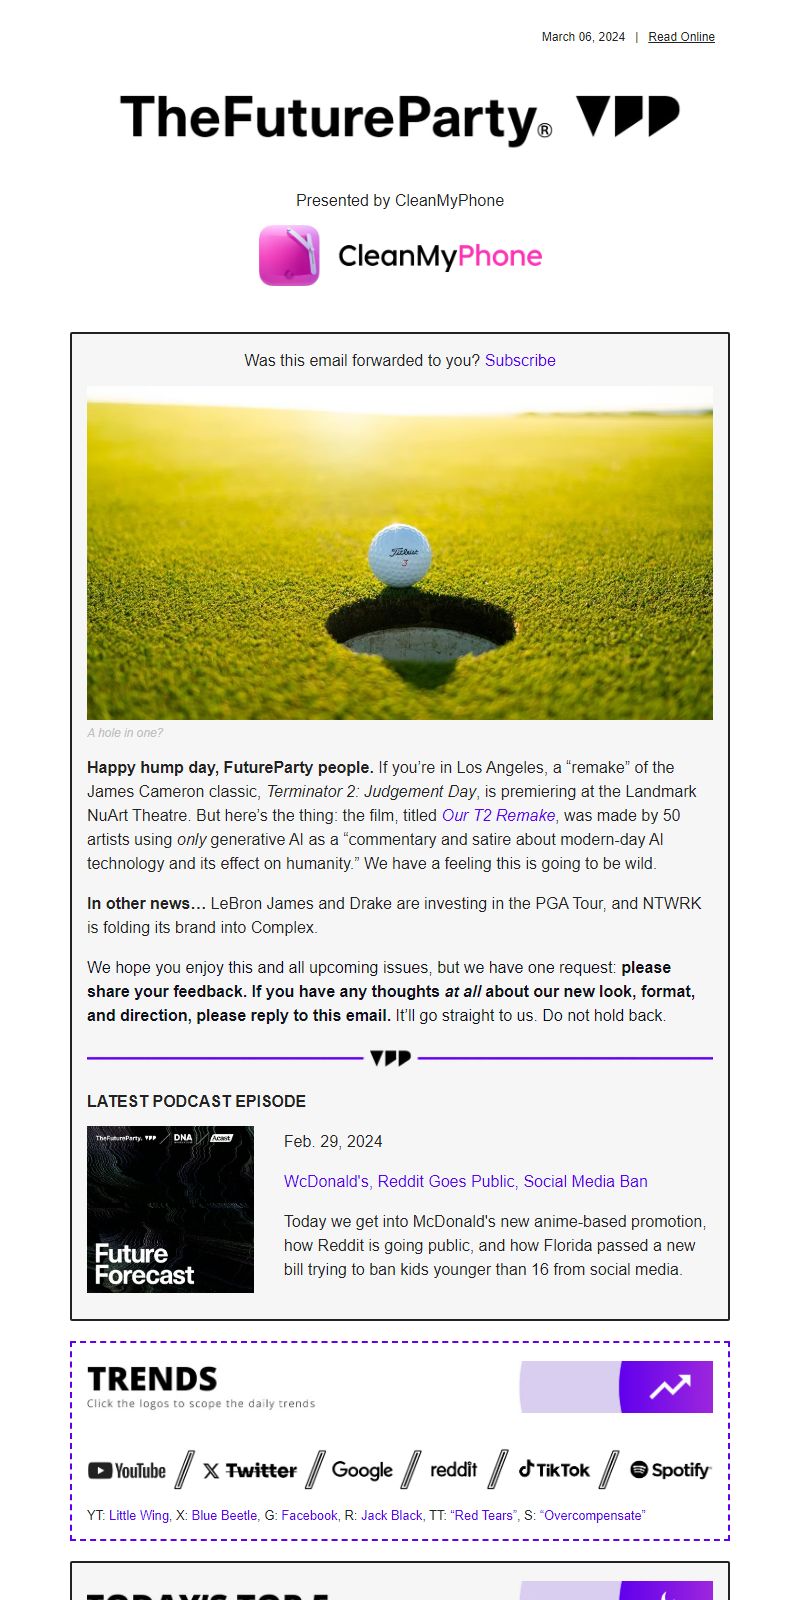 March 06, 2024 | Read Online
TheFutureParty®
Presented by CleanMyPhone
CleanMyPhone
Was this email forwarded to you? Subscribe
Titleist
3
A hole in one?
Happy hump day, FutureParty people. If you’re in Los Angeles, a “remake” of the
James Cameron classic, Terminator 2: Judgement Day, is premiering at the Landmark
NuArt Theatre. But here’s the thing: the film, titled Our T2 Remake, was made by 50
artists using only generative AI as a “commentary and satire about modern-day AI
technology and its effect on humanity.” We have a feeling this is going to be wild.
In other news… LeBron James and Drake are investing in the PGA Tour, and NTWRK
is folding its brand into Complex.
We hope you enjoy this and all upcoming issues, but we have one request: please
share your feedback. If you have any thoughts at all about our new look, format,
and direction, please reply to this email. It’ll go straight to us. Do not hold back.
LATEST PODCAST EPISODE
TheFutureParty. DNA Acast
Future
Forecast
Feb. 29, 2024
WcDonald's, Reddit Goes Public, Social Media Ban
Today we get into McDonald's new anime-based promotion,
how Reddit is going public, and how Florida passed a new
bill trying to ban kids younger than 16 from social media.
TRENDS
Click the logos to scope the daily trends
YouTube X Twitter Google reddit TikTok Spotify
YT: Little Wing, X: Blue Beetle, G: Facebook, R: Jack Black, TT: “Red Tears”, S: “Overcompensate”
TODAY'S TOP 5